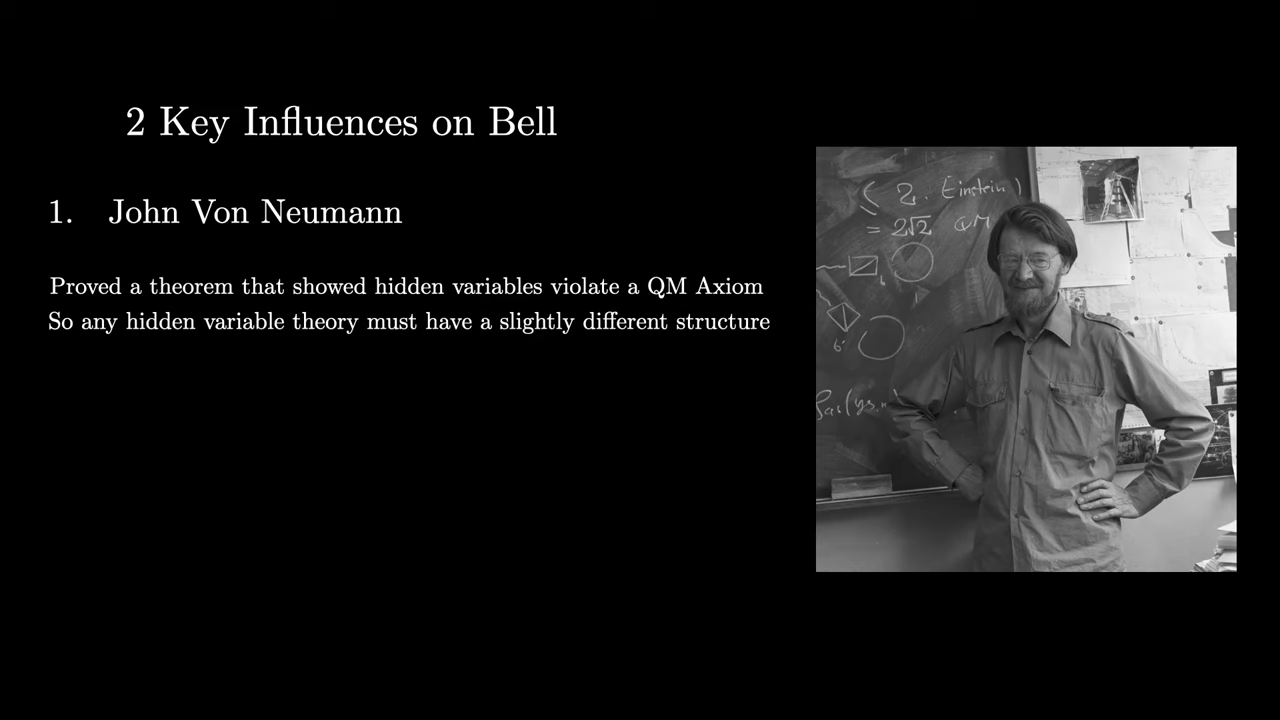 2 Key Influences on Bell
1. John Von Neumann
Proved a theorem that showed hidden variables violate a QM Axiom
So any hidden variable theory must have a slightly different structure
2. Einstein )
= 2√2 QM